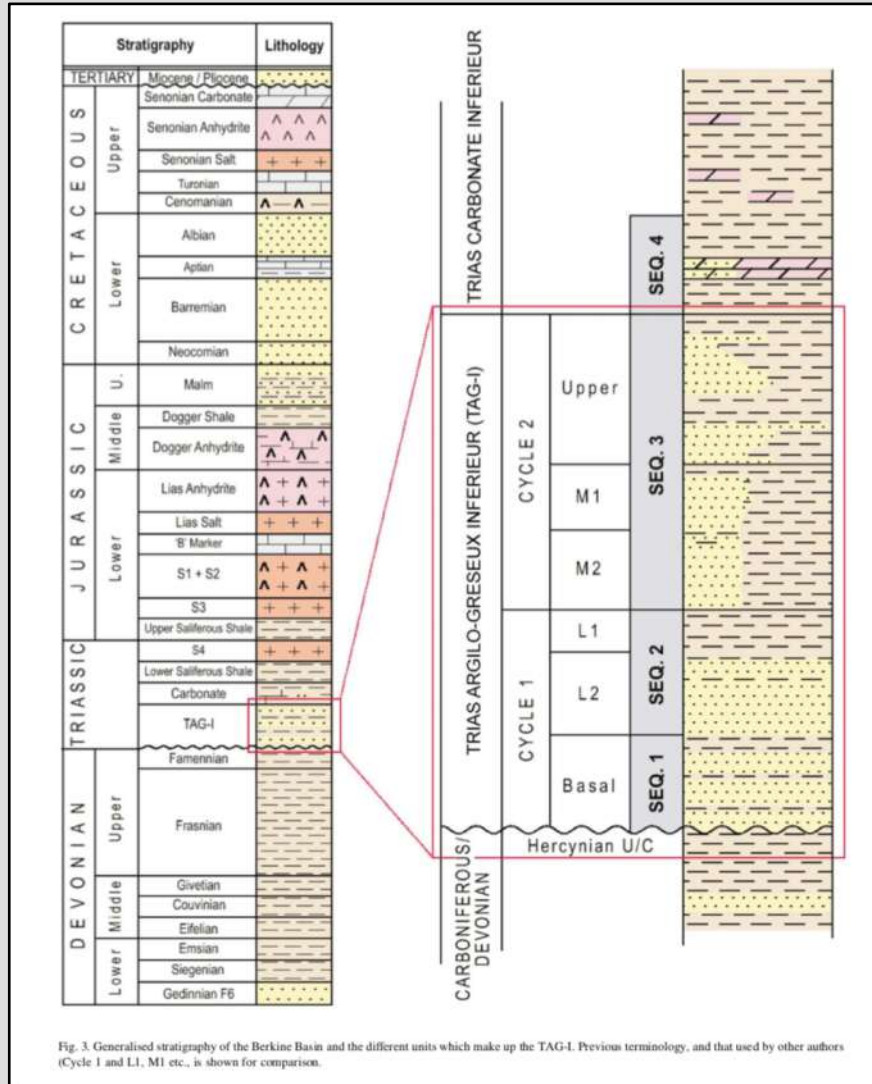 Stratigraphy Lithology
TERTIARY Miocene / Pliocene
CRETACEOUS
Upper
Senonian Carbonate
Senonian Anhydrite
Senonian Salt
Turonian
Cenomanian
Lower
Albian
Aptian
Barremian
Neocomian
JURASSIC
U.
Malm
Middle
Dogger Shale
Dogger Anhydrite
Lower
Lias Anhydrite
Lias Salt
'B' Marker
S1 + S2
S3
Upper Saliferous Shale
TRIASSIC
S4
Lower Saliferous Shale
Carbonate
TAG-I
DEVONIAN
Upper
Famennian
Frasnian
Middle
Givetian
Couvinian
Eifelian
Lower
Emsian
Siegenian
Gedinnian F6
TRIAS CARBONATE INFERIEUR
SEQ. 4
TRIAS ARGILO-GRESEUX INFERIEUR (TAG-I)
CYCLE 2
Upper
M1
M2
SEQ. 3
CYCLE 1
L1
L2
SEQ. 2
Basal
SEQ. 1
Hercynian U/C
CARBONIFEROUS/
DEVONIAN
Fig. 3. Generalised stratigraphy of the Berkine Basin and the different units which make up the TAG-I. Previous terminology, and that used by other authors
(Cycle 1 and L1, M1 etc., is shown for comparison.